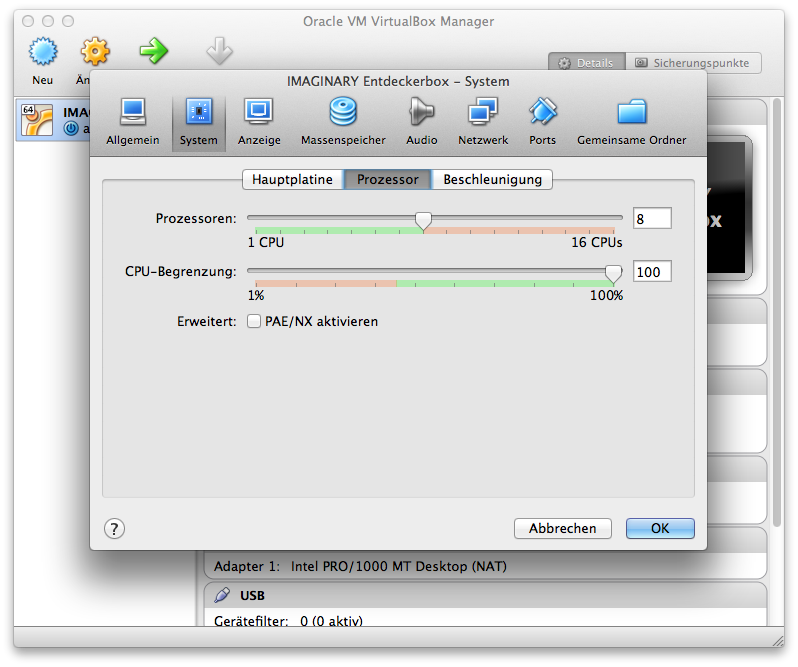 Oracle VM VirtualBox Manager
Neu
Details
Sicherungspunkte
64
IMAGINARY Entdeckerbox – System
Allgemein
System
Anzeige
Massenspeicher
Audio
Netzwerk
Ports
Gemeinsame Ordner
Hauptplatine
Prozessor
Beschleunigung
Prozessoren:
8
1 CPU
16 CPUs
CPU-Begrenzung:
100
1%
100%
Erweitert:
PAE/NX aktivieren
?
Abbrechen
OK
Adapter 1: Intel PRO/1000 MT Desktop (NAT)
USB
Gerätefilter: 0 (0 aktiv)